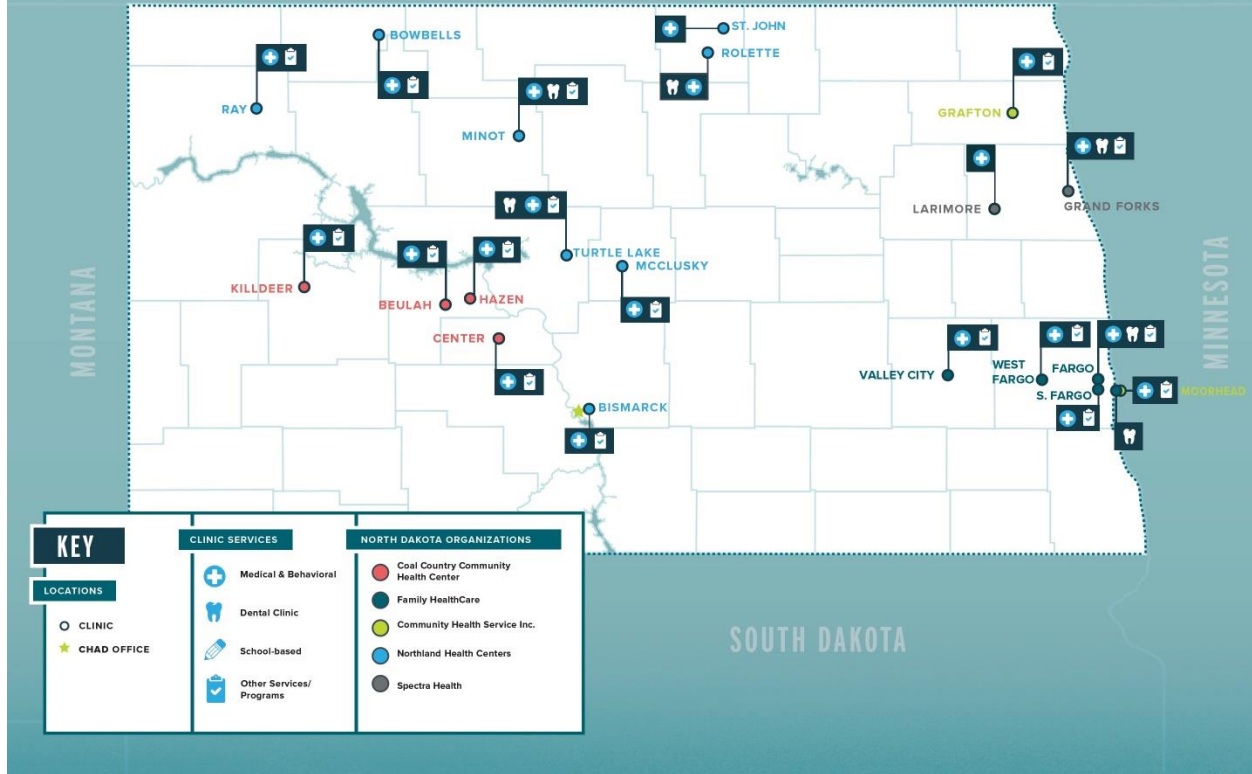 ST. JOHN
BOWBELLS
ROLETTE
RAY
GRAFTON
MINOT
LARIMORE
GRAND FORKS
MONTANA
MINNESOTA
TURTLE LAKE
MCCLUSKY
KILLDEER
BEULAH
HAZEN
CENTER
VALLEY CITY
WEST
FARGO
FARGO
S. FARGO
MOORHEAD
BISMARCK
KEY
LOCATIONS
CLINIC
CHAD OFFICE
CLINIC SERVICES
Medical & Behavioral
Dental Clinic
School-based
Other Services/
Programs
NORTH DAKOTA ORGANIZATIONS
Coal Country Community
Health Center
Family HealthCare
Community Health Service Inc.
Northland Health Centers
Spectra Health
SOUTH DAKOTA